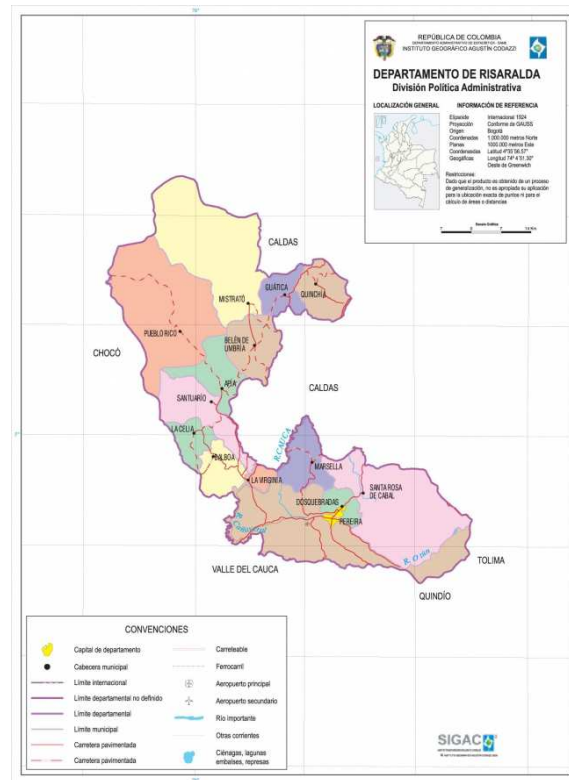 REPÚBLICA DE COLOMBIA
INSTITUTO GEOGRÁFICO AGUSTÍN CODAZZI
DEPARTAMENTO DE RISARALDA
División Política Administrativa
LOCALIZACIÓN GENERAL
INFORMACIÓN DE REFERENCIA
Elipsoide Internacional 1924
Proyección Conforme de GAUSS
Origen Bogotá
Coordenadas 1.000.000 metros Norte
Planas 1000.000 metros Este
Coordenadas Latitud 4°35'56.57"
Geográficas Longitud 74° 4'51.30"
Oeste de Greenwich
Restricciones:
Dado que el producto es obtenido de un proceso
de generalización, no es apropiada su aplicación
para la ubicación exacta de puntos ni para el
cálculo de áreas o distancias
CALDAS
GUÁTICA
QUINCHÍA
MISTRATÓ
PUEBLO RICO
BELÉN DE
UMBRÍA
CHOCÓ
CALDAS
APÍA
SANTUARIO
LA CELIA
R.CAUCA
BALBOA
MARSELLA
LA VIRGINIA
SANTA ROSA
DE CABAL
DOSQUEBRADAS
PEREIRA
R. Otún
TOLIMA
VALLE DEL CAUCA
QUINDÍO
CONVENCIONES
Capital de departamento
Cabecera municipal
Límite internacional
Límite departamental no definido
Límite departamental
Límite municipal
Carretera pavimentada
Carretera pavimentada
Carreteable
Ferrocarril
Aeropuerto principal
Aeropuerto secundario
Río importante
Otras corrientes
Ciénagas, lagunas
embalses, represas
SIGAC